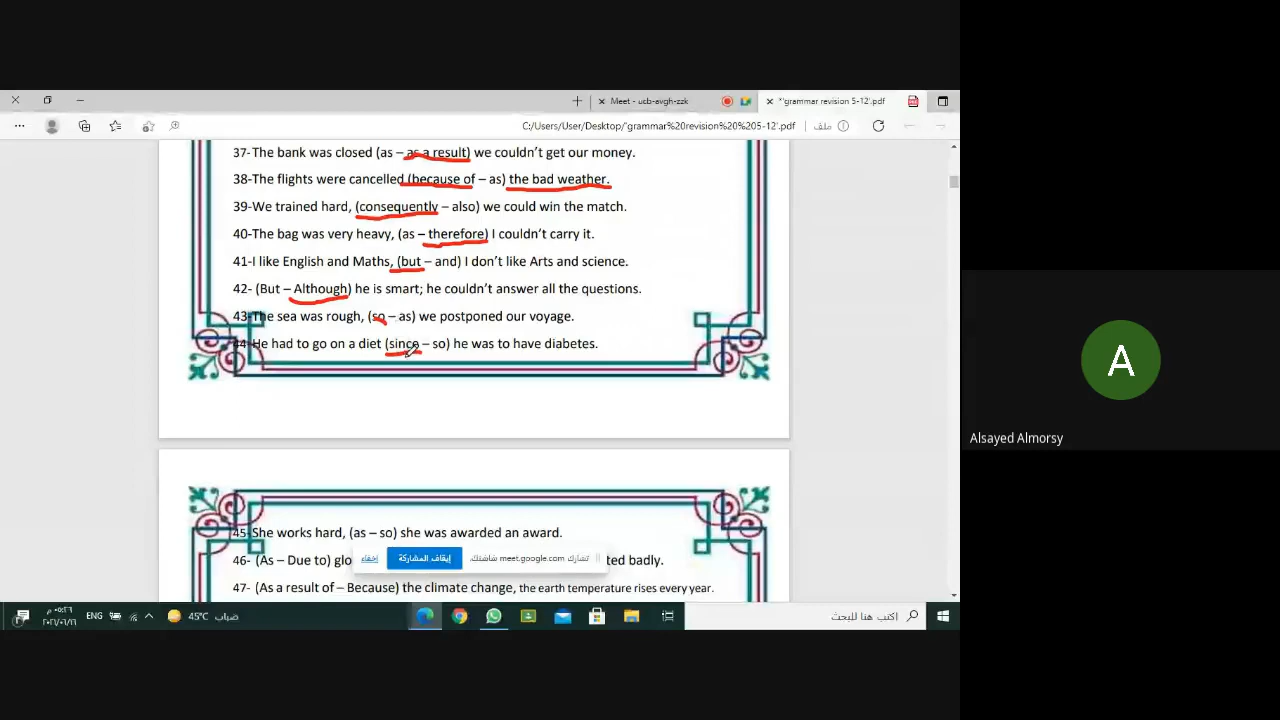 Meet - ucb-avgh-zzk
'grammar revision 5-12'.pdf
C:/Users/User/Desktop/'grammar%20revision%20%205-12'.pdf
ملف
37-The bank was closed (as – as a result) we couldn't get our money.
38-The flights were cancelled (because of – as) the bad weather.
39-We trained hard, (consequently – also) we could win the match.
40-The bag was very heavy, (as – therefore) I couldn't carry it.
41-I like English and Maths, (but – and) I don't like Arts and science.
42- (But – Although) he is smart; he couldn't answer all the questions.
43-The sea was rough, (so – as) we postponed our voyage.
44-He had to go on a diet (since – so) he was to have diabetes.
45-She works hard, (as – so) she was awarded an award.
46- (As – Due to) glo ted badly.
تشارك meet.google.com شاشتك.
إيقاف المشاركة
إخفاء
47- (As a result of – Because) the climate change, the earth temperature rises every year.
A
Alsayed Almorsy
ENG
45°C ضباب
اكتب هنا للبحث